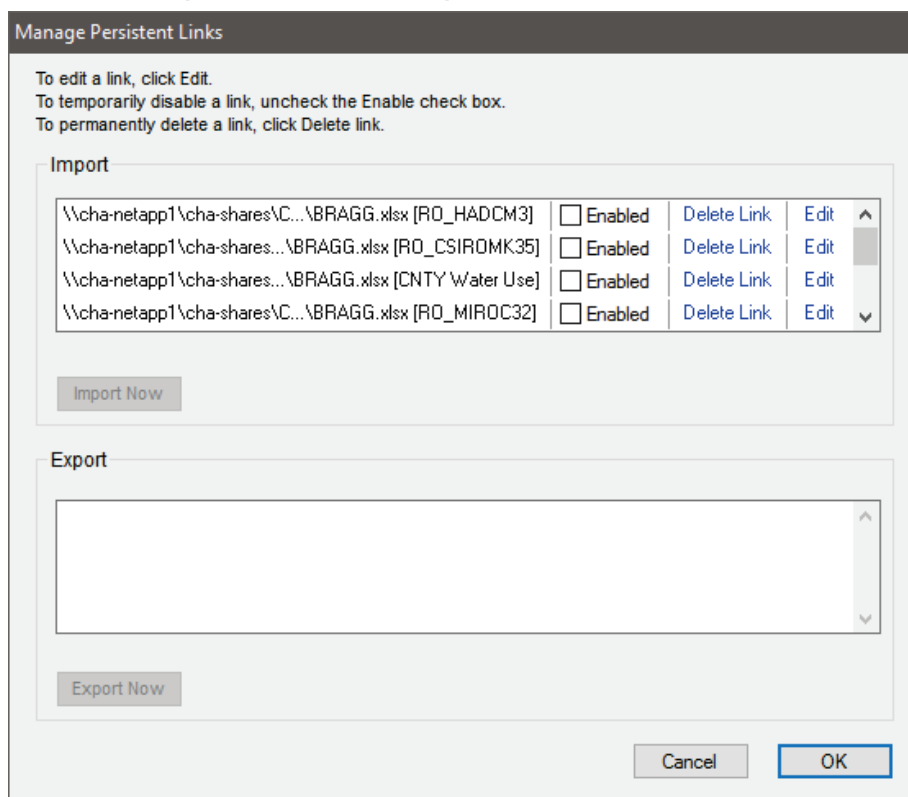 Manage Persistent Links
To edit a link, click Edit.
To temporarily disable a link, uncheck the Enable check box.
To permanently delete a link, click Delete link.
Import
\\cha-netapp1\cha-shares\C...\BRAGG.xlsx [RO_HADCM3] Enabled Delete Link Edit
\\cha-netapp1\cha-shares...\BRAGG.xlsx [RO_CSIROMK35] Enabled Delete Link Edit
\\cha-netapp1\cha-shares...\BRAGG.xlsx [CNTY Water Use] Enabled Delete Link Edit
\\cha-netapp1\cha-shares\C...\BRAGG.xlsx [RO_MIROC32] Enabled Delete Link Edit
Import Now
Export
Export Now
Cancel OK